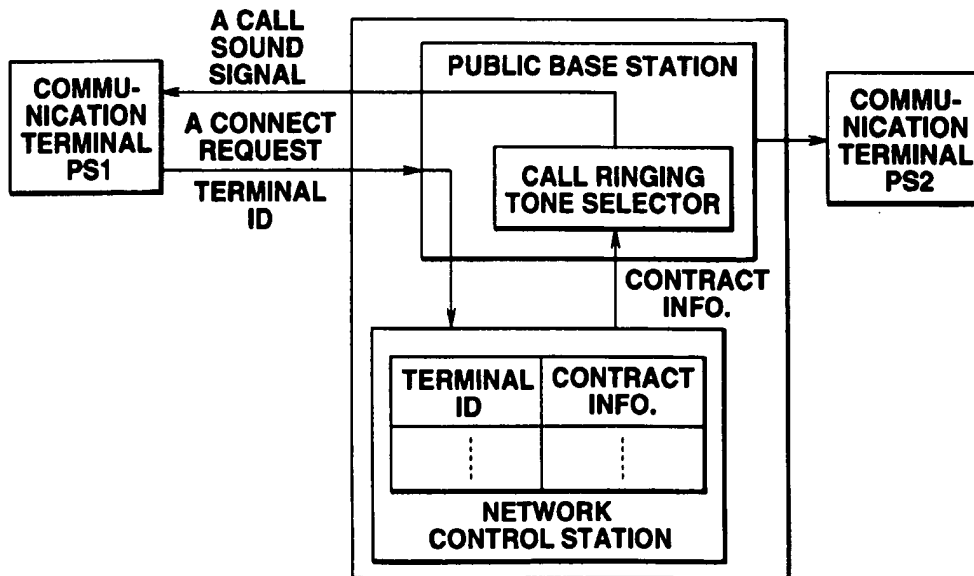 A CALL
SOUND
SIGNAL
COMMU-
NICATION
TERMINAL
PS1
A CONNECT
REQUEST
TERMINAL
ID
PUBLIC BASE STATION
CALL RINGING
TONE SELECTOR
COMMU-
NICATION
TERMINAL
PS2
CONTRACT
INFO.
TERMINAL
ID
CONTRACT
INFO.
NETWORK
CONTROL STATION